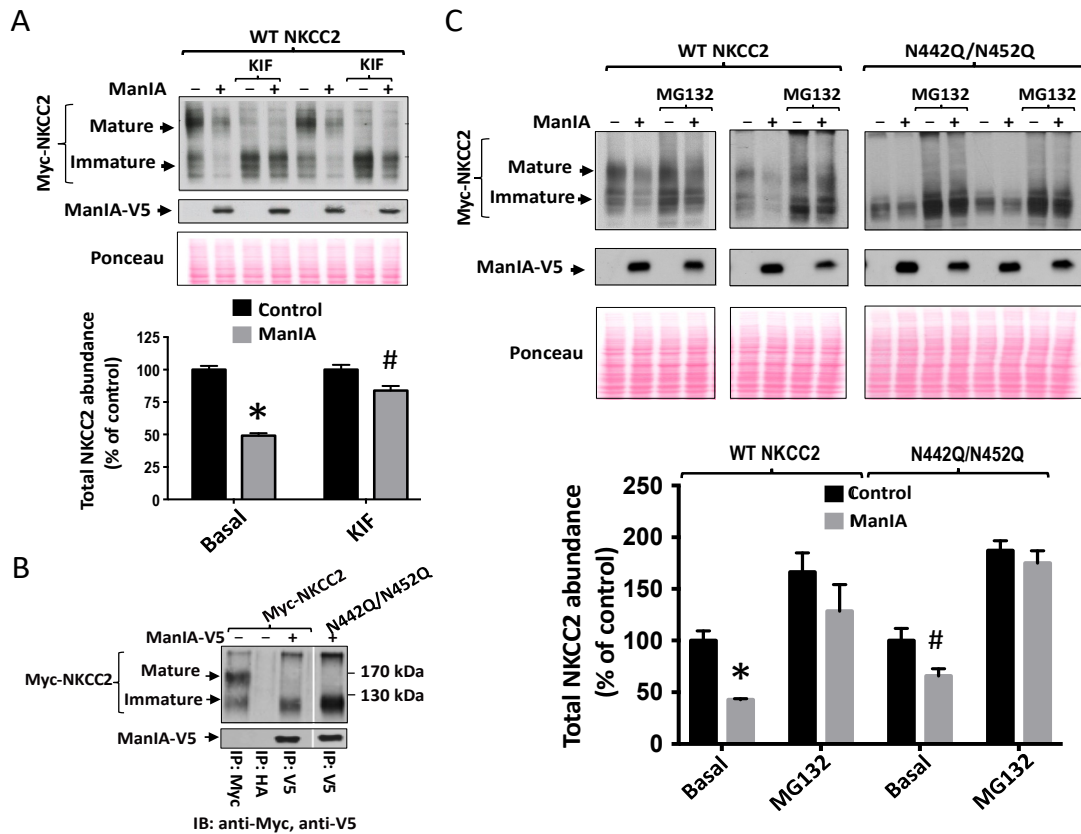 A
WT NKCC2
KIF KIF
ManIA – + – + – + – +
Myc-NKCC2
Mature
Immature
ManIA-V5
Ponceau
Control
ManIA
Total NKCC2 abundance
(% of control)
125
100
75
50
25
0
*
#
Basal
KIF
B
Myc-NKCC2
N442Q/N452Q
ManIA-V5 – – + +
Myc-NKCC2
Mature
Immature
170 kDa
130 kDa
ManIA-V5
IP: Myc
IP: HA
IP: V5
IP: V5
IB: anti-Myc, anti-V5
C
WT NKCC2
N442Q/N452Q
MG132 MG132 MG132 MG132
ManIA – + – + – + – + – + – + – + – +
Myc-NKCC2
Mature
Immature
ManIA-V5
Ponceau
WT NKCC2
N442Q/N452Q
Control
ManIA
Total NKCC2 abundance
(% of control)
250
200
150
100
50
0
*
#
Basal
MG132
Basal
MG132